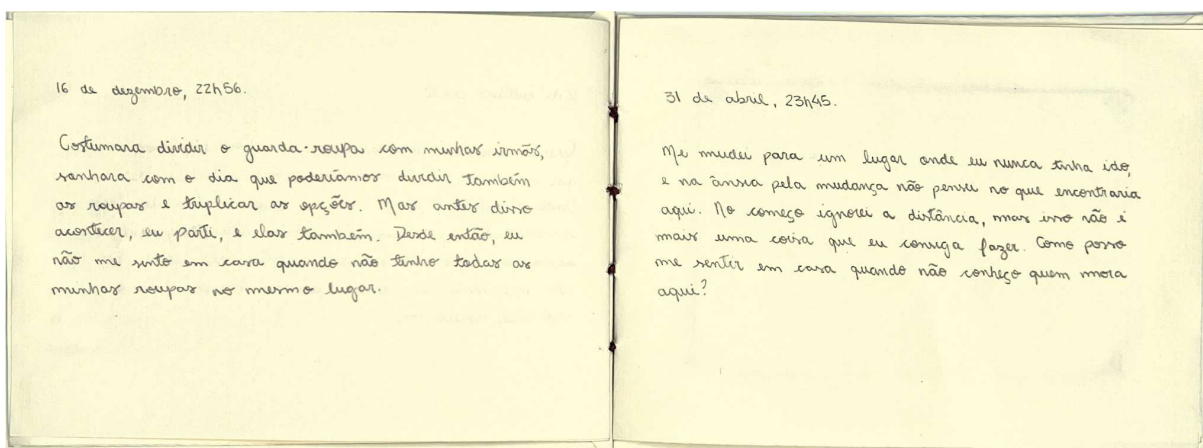 16 de dezembro, 22h56.
Costumava dividir o guarda-roupa com minhas irmãs,
sonhava com o dia que poderíamos dividir também
as roupas e triplicar as opções. Mas antes disso
acontecer, eu parti, e elas também. Desde então, eu
não me sinto em casa quando não tenho todas as
minhas roupas no mesmo lugar.
31 de abril, 23h45.
Me mudei para um lugar onde eu nunca tinha ido,
e na ânsia pela mudança não pensei no que encontraria
aqui. No começo ignorei a distância, mas isso não é
mais uma coisa que eu consiga fazer. Como posso
me sentir em casa quando não conheço quem mora
aqui?